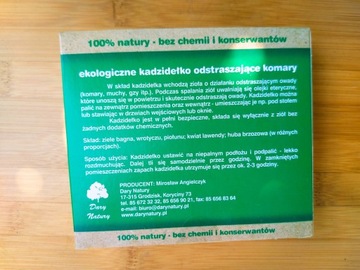 100% natury - bez chemii i konserwantów
ekologiczne kadzidełko odstraszające komary
W skład kadzidełka wchodzą zioła o działaniu odstraszającym owady
(komary, muchy, gzy itp.). Podczas spalania ziół uwalniają się olejki eteryczne,
które unoszą się w powietrzu i skutecznie odstraszają owady. Kadzidełko można
palić na zewnątrz pomieszczenia oraz wewnątrz - umieszczając je np. pod stołem
lub stawiając w drzwiach wejściowych lub oknie.
Kadzidełko jest w pełni bezpieczne, składa się wyłącznie z ziół bez
żadnych dodatków chemicznych.
Skład: ziele bagna, wrotyczu, piołunu; kwiat lawendy; huba brzozowa (w różnych
proporcjach).
Sposób użycia: Kadzidełko ustawić na niepalnym podłożu i podpalić - lekko
rozdmuchując. Dalej tli się samodzielnie przez godzinę. W zamkniętych
pomieszczeniach zapach kadzidełka utrzymuje się przez ok. 2-3 godziny.
PRODUCENT: Mirosław Angielczyk
Dary Natury
17-315 Grodzisk, Koryciny 73
tel. 85 672 32 32, 85 656 90 21, fax: 85 658 83 64
e-mail: biuro@darynatury.pl
www.darynatury.pl
Dary
Natury
100% natury - bez chemii i konserwantów